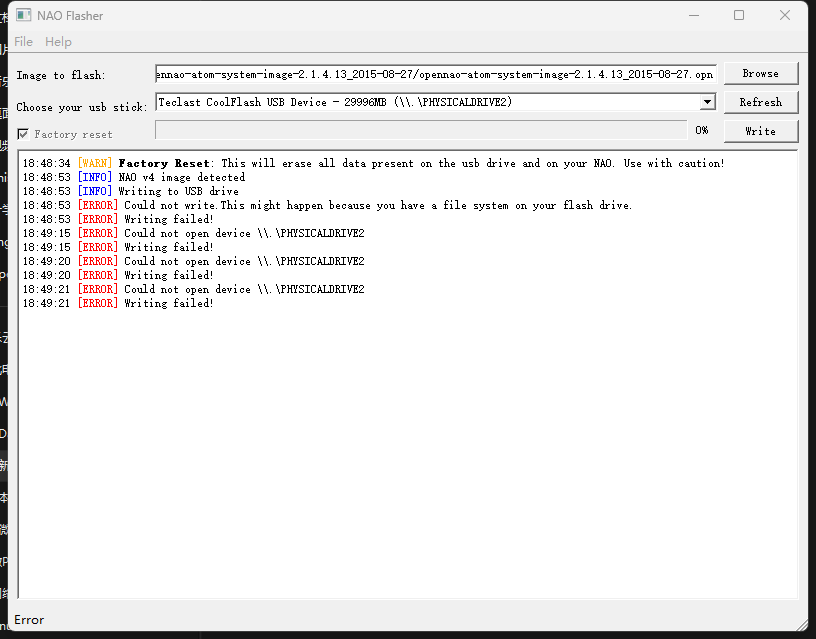 NAO Flasher
File Help
Image to flash: ennao-atom-system-image-2.1.4.13_2015-08-27/opennao-atom-system-image-2.1.4.13_2015-08-27.opn Browse
Choose your usb stick: Teclast CoolFlash USB Device - 29996MB (\\.\PHYSICALDRIVE2) Refresh
Factory reset 0% Write
18:48:34 [WARN] Factory Reset: This will erase all data present on the usb drive and on your NAO. Use with caution!
18:48:53 [INFO] NAO v4 image detected
18:48:53 [INFO] Writing to USB drive
18:48:53 [ERROR] Could not write.This might happen because you have a file system on your flash drive.
18:48:53 [ERROR] Writing failed!
18:49:15 [ERROR] Could not open device \\.\PHYSICALDRIVE2
18:49:15 [ERROR] Writing failed!
18:49:20 [ERROR] Could not open device \\.\PHYSICALDRIVE2
18:49:20 [ERROR] Writing failed!
18:49:21 [ERROR] Could not open device \\.\PHYSICALDRIVE2
18:49:21 [ERROR] Writing failed!
Error